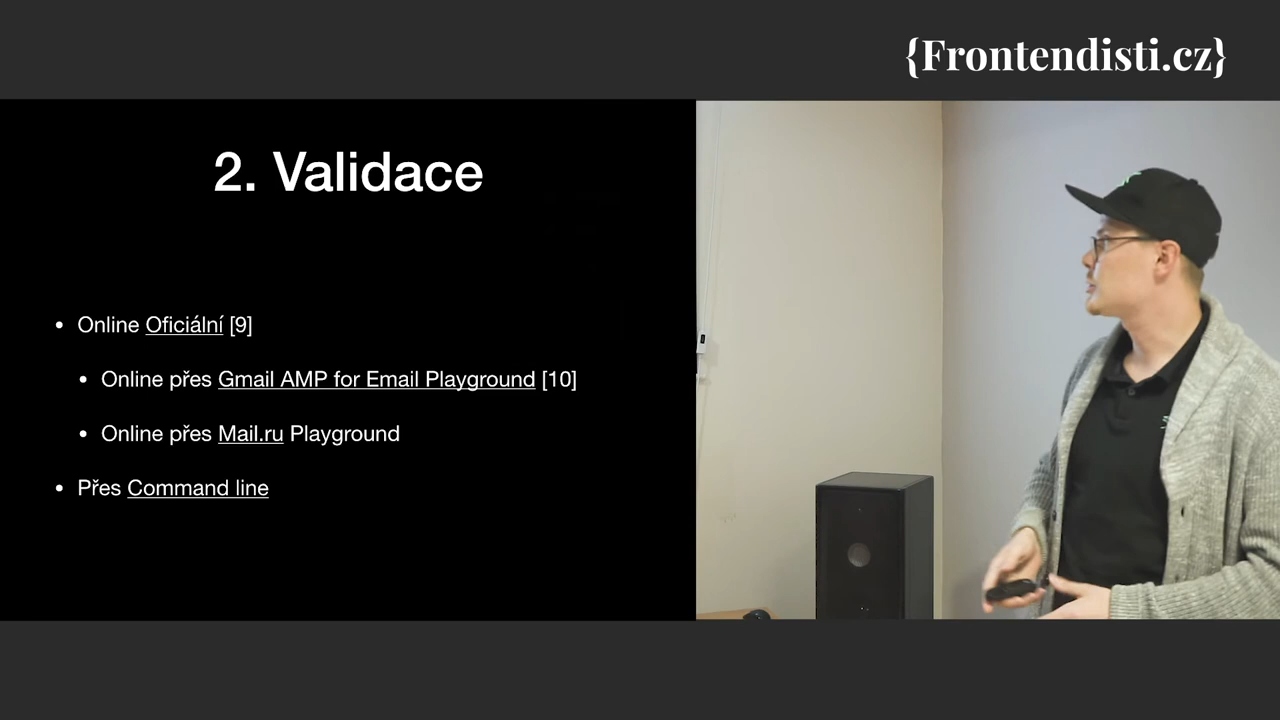 {Frontendisti.cz}
2. Validace
• Online Oficiální [9]
• Online přes Gmail AMP for Email Playground [10]
• Online přes Mail.ru Playground
• Přes Command line